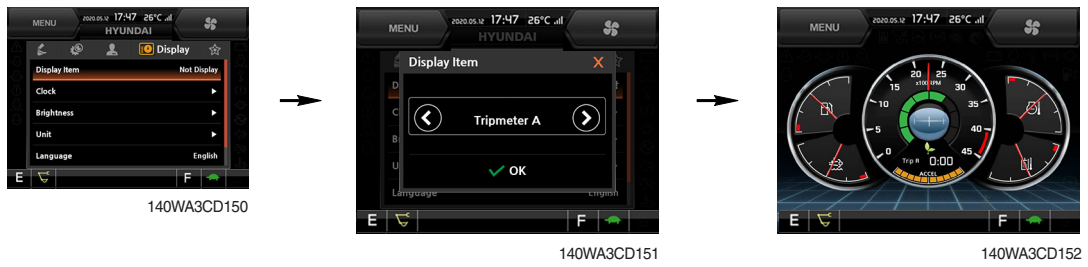 MENU
2020.05.12 17:47 26°C
HYUNDAI
Display
Display Item Not Display
Clock
Brightness
Unit
Language English
E F
140WA3CD150
MENU
2020.05.12 17:47 26°C
HYUNDAI
Display Item X
Tripmeter A
OK
Language English
E F
140WA3CD151
MENU
2020.05.12 17:47 26°C
x100 RPM
0 5 10 15 20 25 30 35 40 45
Trip A 0:00
ACCEL
E F
140WA3CD152